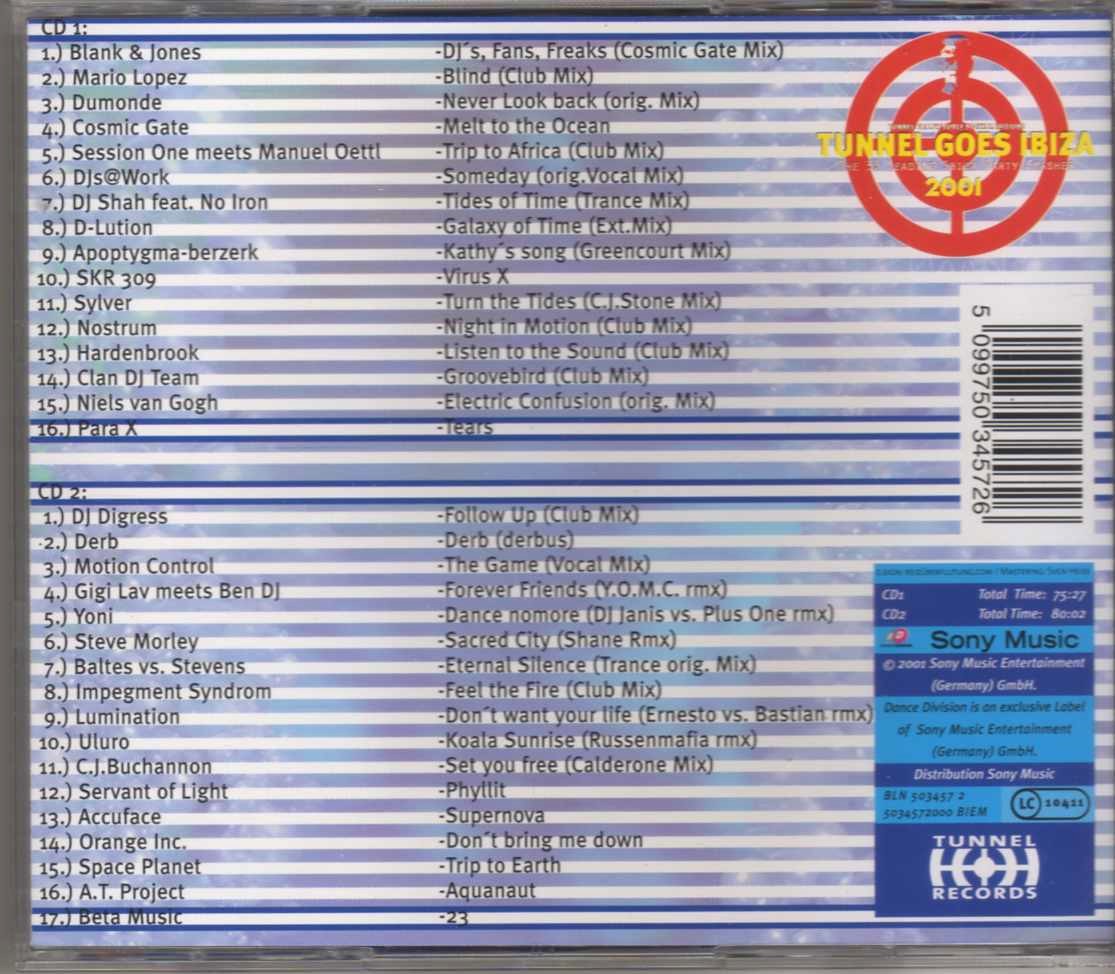 CD 1:
1.) Blank & Jones -DJ´s, Fans, Freaks (Cosmic Gate Mix)
2.) Mario Lopez -Blind (Club Mix)
3.) Dumonde -Never Look back (orig. Mix)
4.) Cosmic Gate -Melt to the Ocean
5.) Session One meets Manuel Oettl -Trip to Africa (Club Mix)
6.) DJs@Work -Someday (orig.Vocal Mix)
7.) DJ Shah feat. No Iron -Tides of Time (Trance Mix)
8.) D-Lution -Galaxy of Time (Ext.Mix)
9.) Apoptygma-berzerk -Kathy´s song (Greencourt Mix)
10.) SKR 309 -Virus X
11.) Sylver -Turn the Tides (C.J.Stone Mix)
12.) Nostrum -Night in Motion (Club Mix)
13.) Hardenbrook -Listen to the Sound (Club Mix)
14.) Clan DJ Team -Groovebird (Club Mix)
15.) Niels van Gogh -Electric Confusion (orig. Mix)
16.) Para X -Tears
TUNNEL GOES IBIZA
2001
5 099750 345726
CD 2:
1.) DJ Digress -Follow Up (Club Mix)
2.) Derb -Derb (derbus)
3.) Motion Control -The Game (Vocal MIx)
4.) Gigi Lav meets Ben DJ -Forever Friends (Y.O.M.C. rmx)
5.) Yoni -Dance nomore (DJ Janis vs. Plus One rmx)
6.) Steve Morley -Sacred City (Shane Rmx)
7.) Baltes vs. Stevens -Eternal Silence (Trance orig. Mix)
8.) Impegment Syndrom -Feel the Fire (Club Mix)
9.) Lumination -Don´t want your life (Ernesto vs. Bastian rmx)
10.) Uluro -Koala Sunrise (Russenmafia rmx)
11.) C.J.Buchannon -Set you free (Calderone Mix)
12.) Servant of Light -Phyllit
13.) Accuface -Supernova
14.) Orange Inc. -Don´t bring me down
15.) Space Planet -Trip to Earth
16.) A.T. Project -Aquanaut
17.) Beta Music -23
CD1 Total Time: 75:27
CD2 Total Time: 80:02
Sony Music
© 2001 Sony Music Entertainment
(Germany) GmbH.
Dance Division is an exclusive Label
of Sony Music Entertainment
(Germany) GmbH.
Distribution Sony Music
BLN 503457 2
5034572000 BIEM
LC 10411
TUNNEL
RECORDS